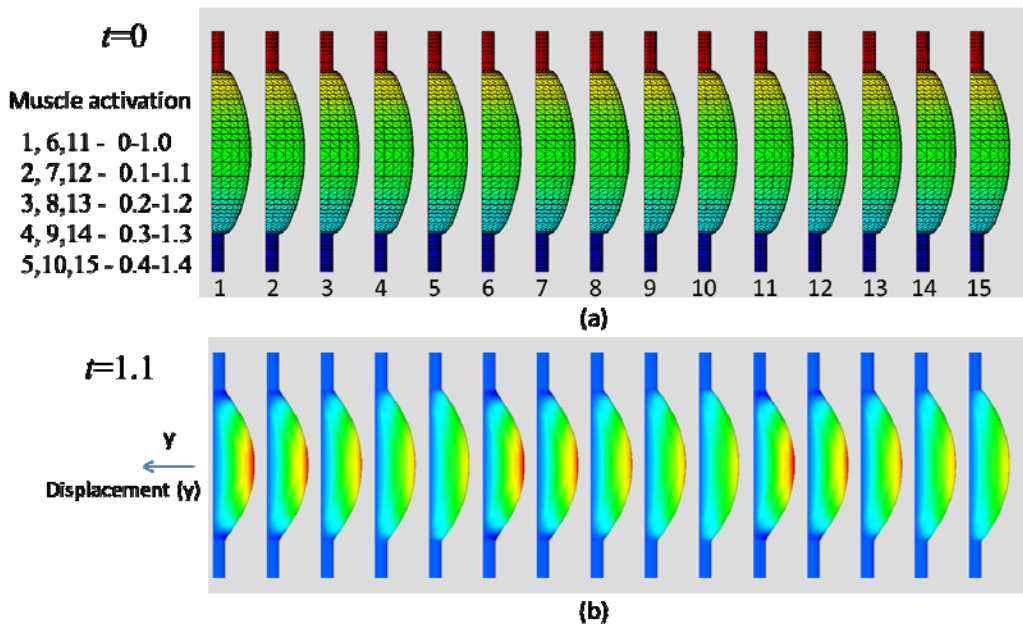 t=0
Muscle activation
1, 6,11 - 0-1.0
2, 7,12 - 0.1-1.1
3, 8,13 - 0.2-1.2
4, 9,14 - 0.3-1.3
5,10,15 - 0.4-1.4
1 2 3 4 5 6 7 8 9 10 11 12 13 14 15
(a)
t=1.1
y
Displacement (y)
(b)